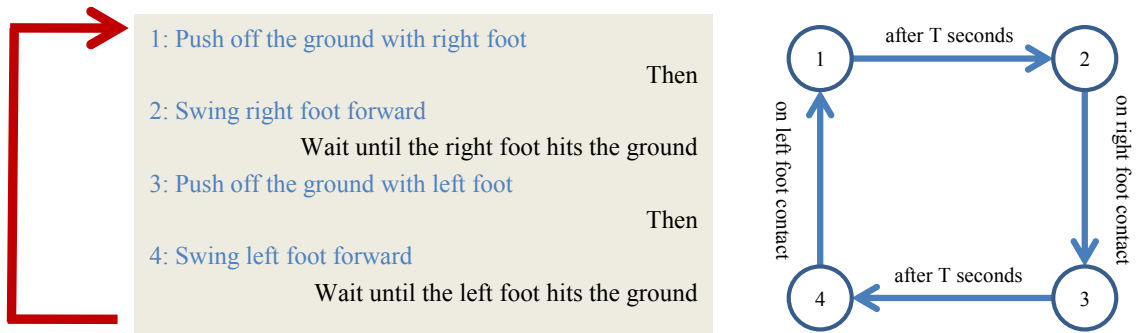 1: Push off the ground with right foot
Then
2: Swing right foot forward
Wait until the right foot hits the ground
3: Push off the ground with left foot
Then
4: Swing left foot forward
Wait until the left foot hits the ground
1
after T seconds
2
on left foot contact
on right foot contact
4
after T seconds
3